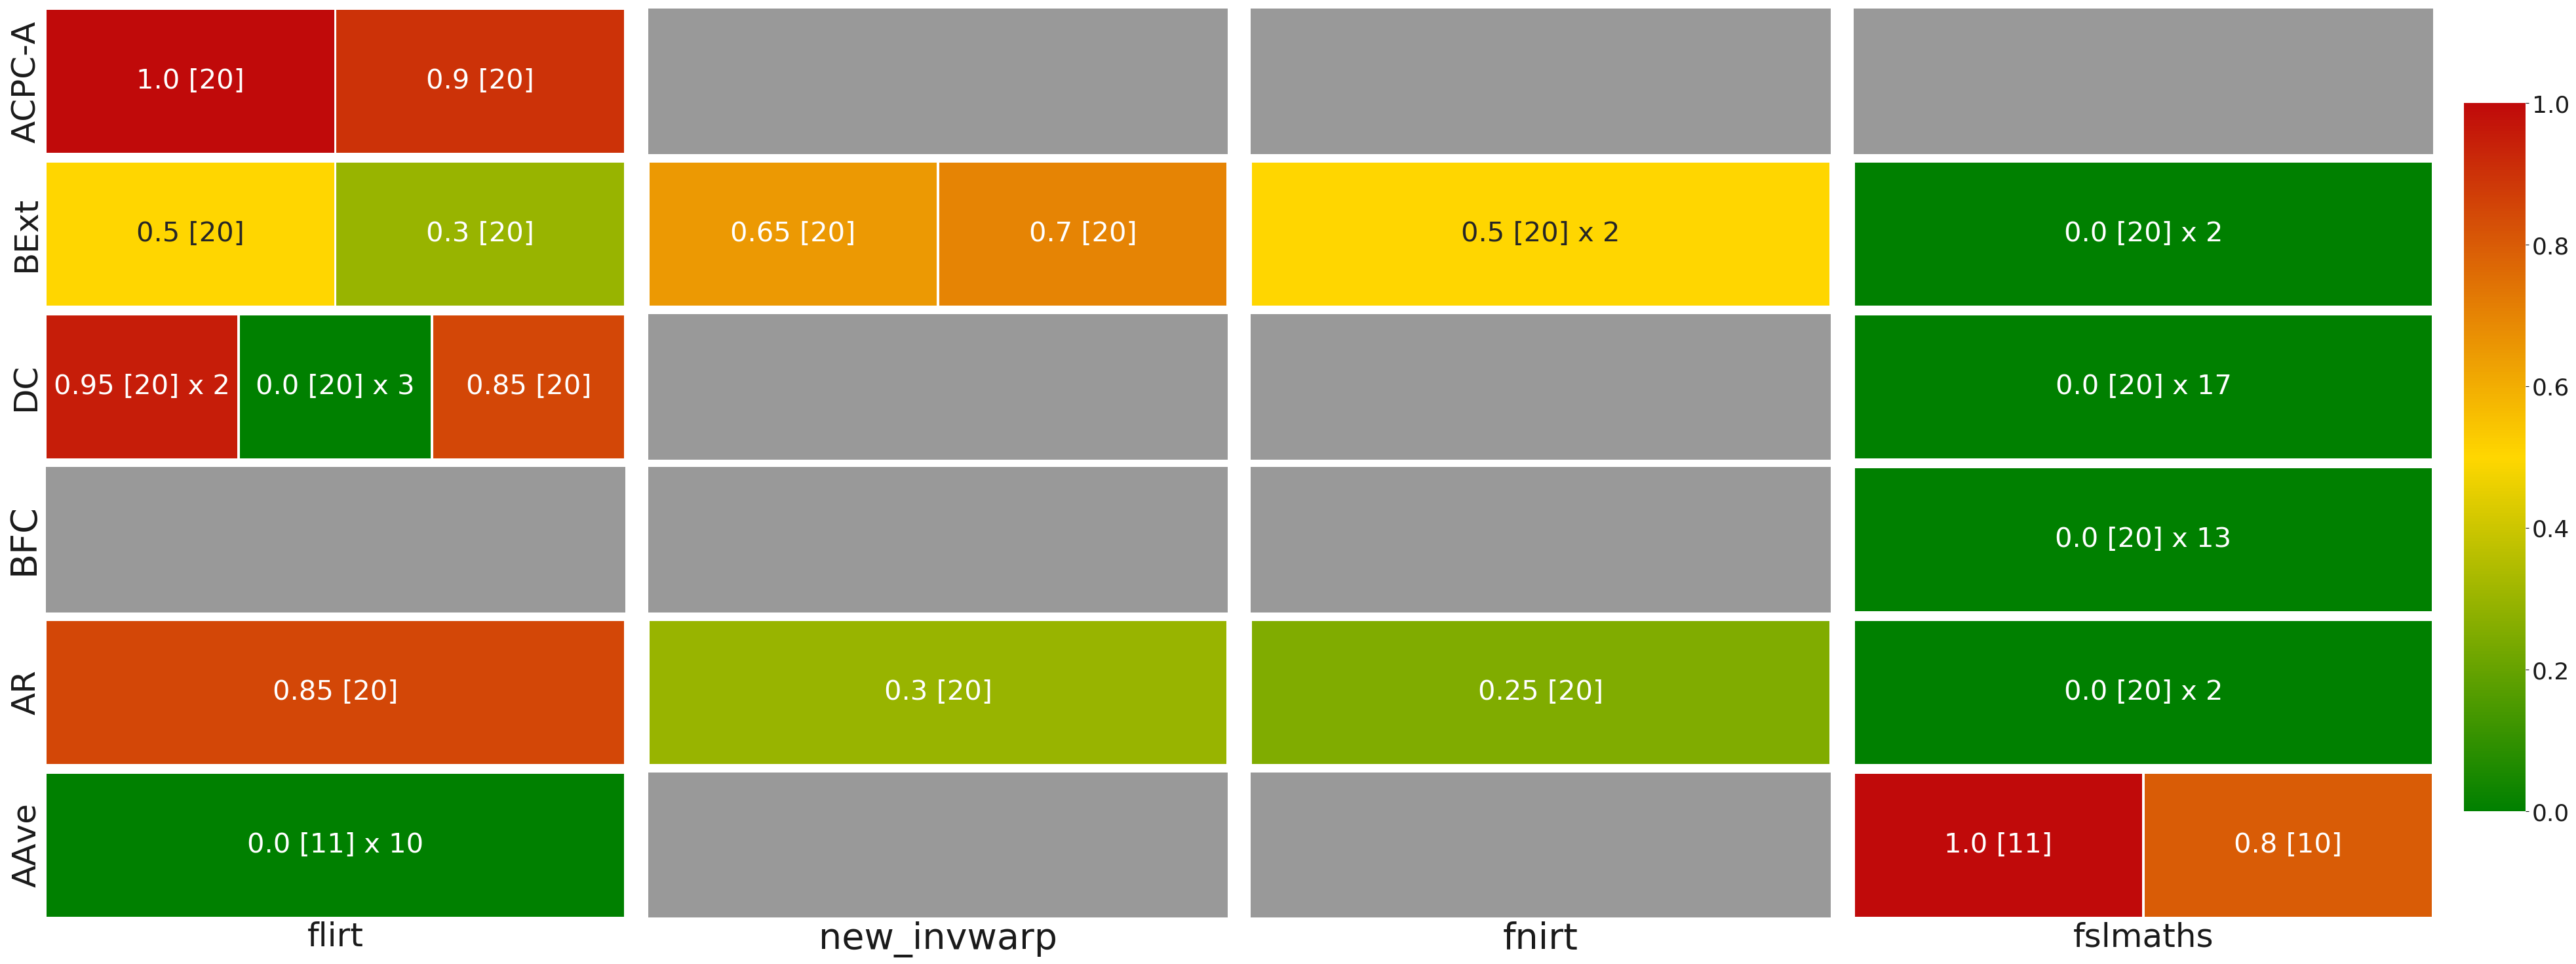 ACPC-A
1.0 [20]
0.9 [20]
BExt
0.5 [20]
0.3 [20]
0.65 [20]
0.7 [20]
0.5 [20] x 2
0.0 [20] x 2
DC
0.95 [20] x 2
0.0 [20] x 3
0.85 [20]
0.0 [20] x 17
BFC
0.0 [20] x 13
AR
0.85 [20]
0.3 [20]
0.25 [20]
0.0 [20] x 2
AAve
0.0 [11] x 10
1.0 [11]
0.8 [10]
flirt
new_invwarp
fnirt
fslmaths
1.0
0.8
0.6
0.4
0.2
0.0